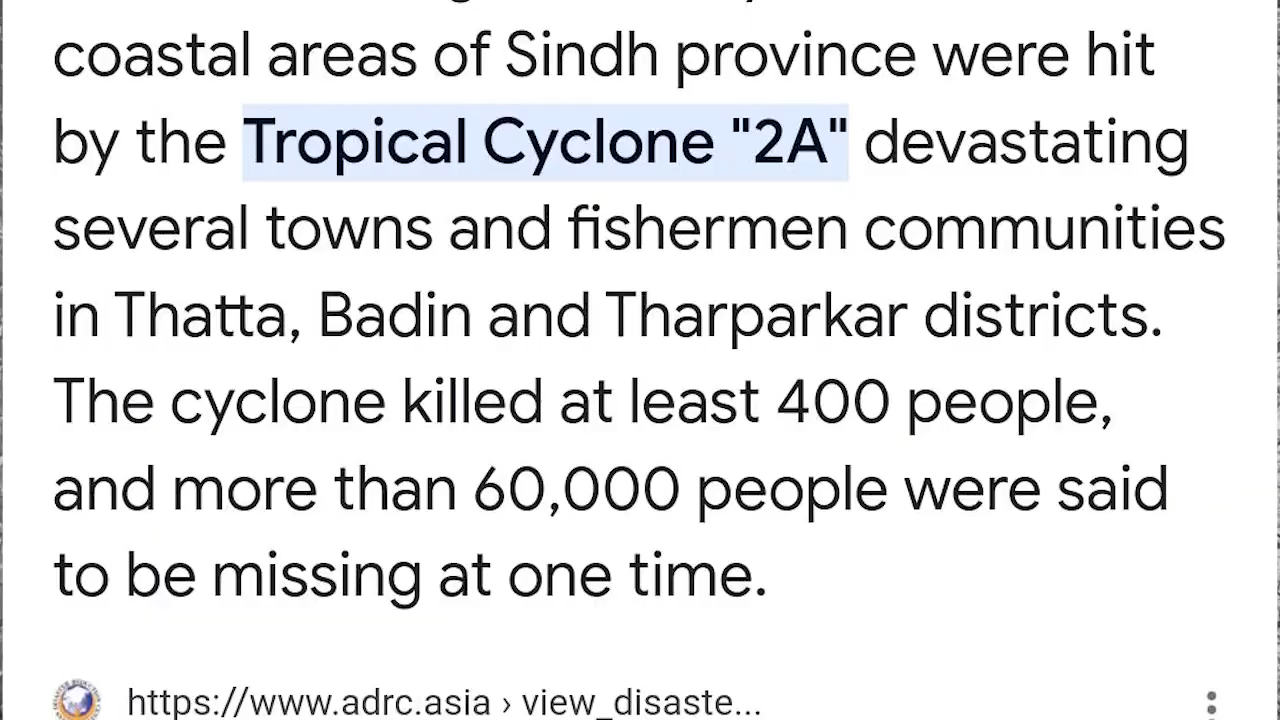 coastal areas of Sindh province were hit
by the Tropical Cyclone "2A" devastating
several towns and fishermen communities
in Thatta, Badin and Tharparkar districts.
The cyclone killed at least 400 people,
and more than 60,000 people were said
to be missing at one time.
https://www.adrc.asia › view_disaste...